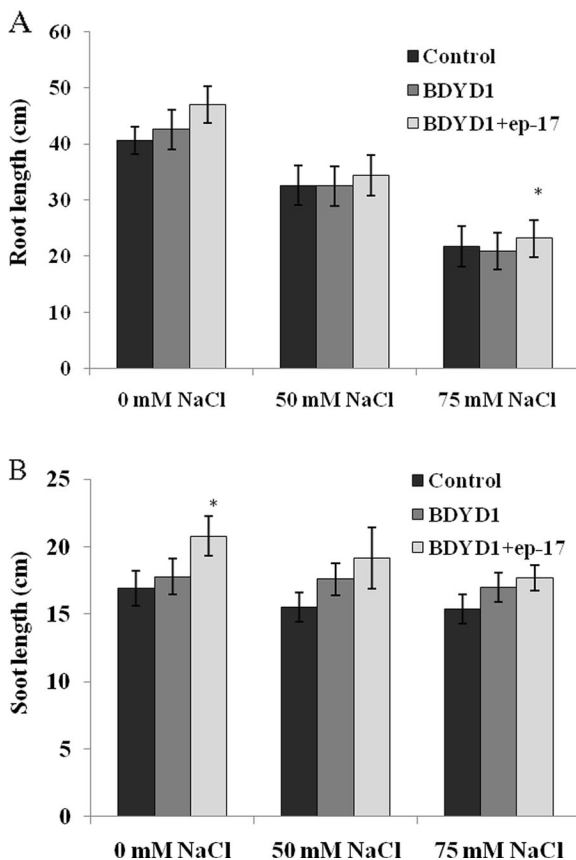 A
Root length (cm)
60
50
40
30
20
10
0
Control
BDYD1
BDYD1+ep-17
*
0 mM NaCl 50 mM NaCl 75 mM NaCl
B
Soot length (cm)
25
20
15
10
5
0
Control
BDYD1
BDYD1+ep-17
*
0 mM NaCl 50 mM NaCl 75 mM NaCl